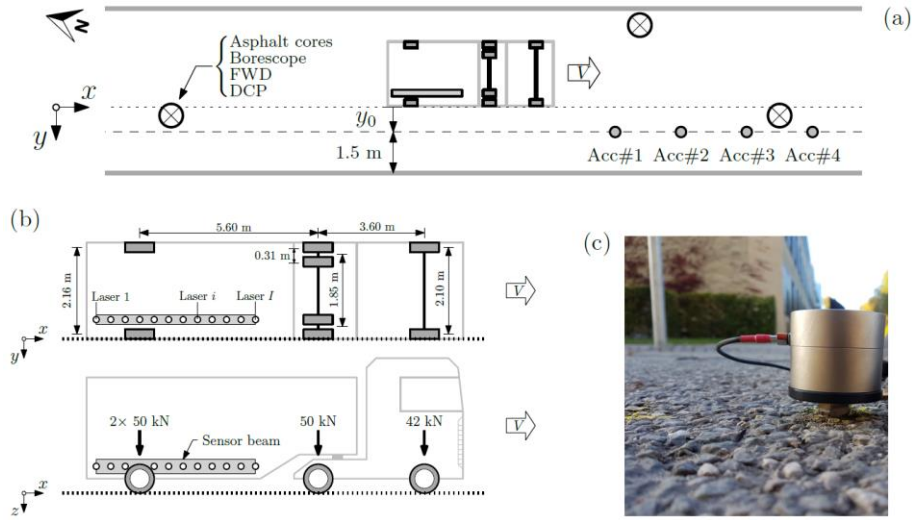 (a)
N
Asphalt cores
Borescope
FWD
DCP
V
x
y
y₀
1.5 m
Acc#1 Acc#2 Acc#3 Acc#4
(b)
5.60 m 3.60 m
0.31 m
2.16 m
1.85 m
2.10 m
Laser 1 Laser i Laser I
V
x
y
2× 50 kN 50 kN 42 kN
Sensor beam
V
x
z
(c)